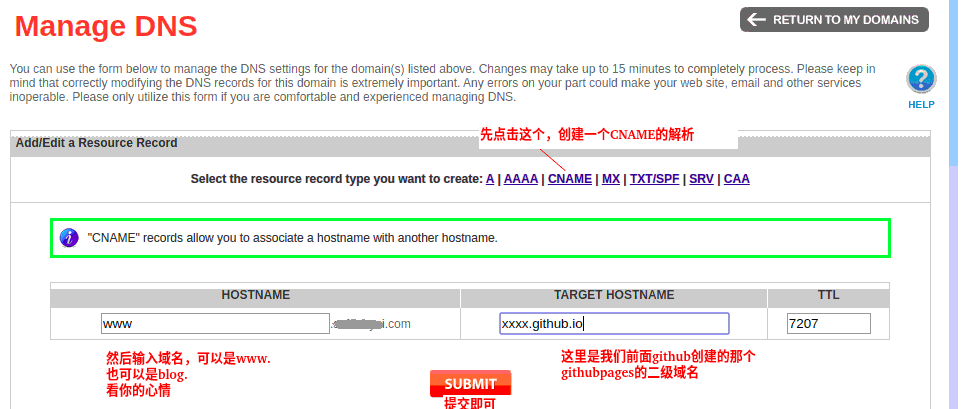 Manage DNS
RETURN TO MY DOMAINS
You can use the form below to manage the DNS settings for the domain(s) listed above. Changes may take up to 15 minutes to completely process. Please keep in
mind that correctly modifying the DNS records for this domain is extremely important. Any errors on your part could make your web site, email and other services
inoperable. Please only utilize this form if you are comfortable and experienced managing DNS.
HELP
先点击这个，创建一个CNAME的解析
Add/Edit a Resource Record
Select the resource record type you want to create: A | AAAA | CNAME | MX | TXT/SPF | SRV | CAA
"CNAME" records allow you to associate a hostname with another hostname.
HOSTNAME TARGET HOSTNAME TTL
www .com xxxx.github.io 7207
然后输入域名，可以是www.
也可以是blog.
看你的心情
这里是我们前面github创建的那个
githubpages的二级域名
SUBMIT
提交即可